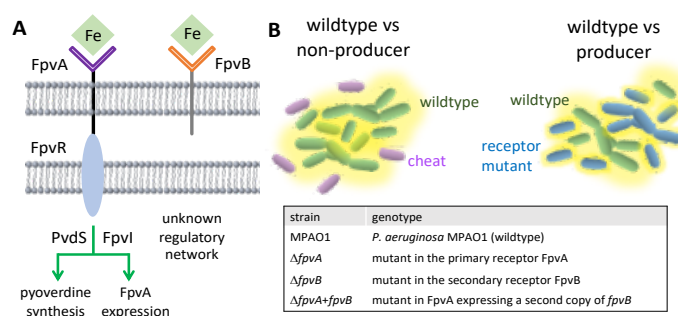 A
Fe
Fe
FpvA
FpvB
FpvR
PvdS
FpvI
unknown
regulatory
network
pyoverdine
synthesis
FpvA
expression
B
wildtype vs
non-producer
wildtype
cheat
wildtype vs
producer
wildtype
receptor
mutant
strain genotype
MPAO1 P. aeruginosa MPAO1 (wildtype)
ΔfpvA mutant in the primary receptor FpvA
ΔfpvB mutant in the secondary receptor FpvB
ΔfpvA+fpvB mutant in FpvA expressing a second copy of fpvB